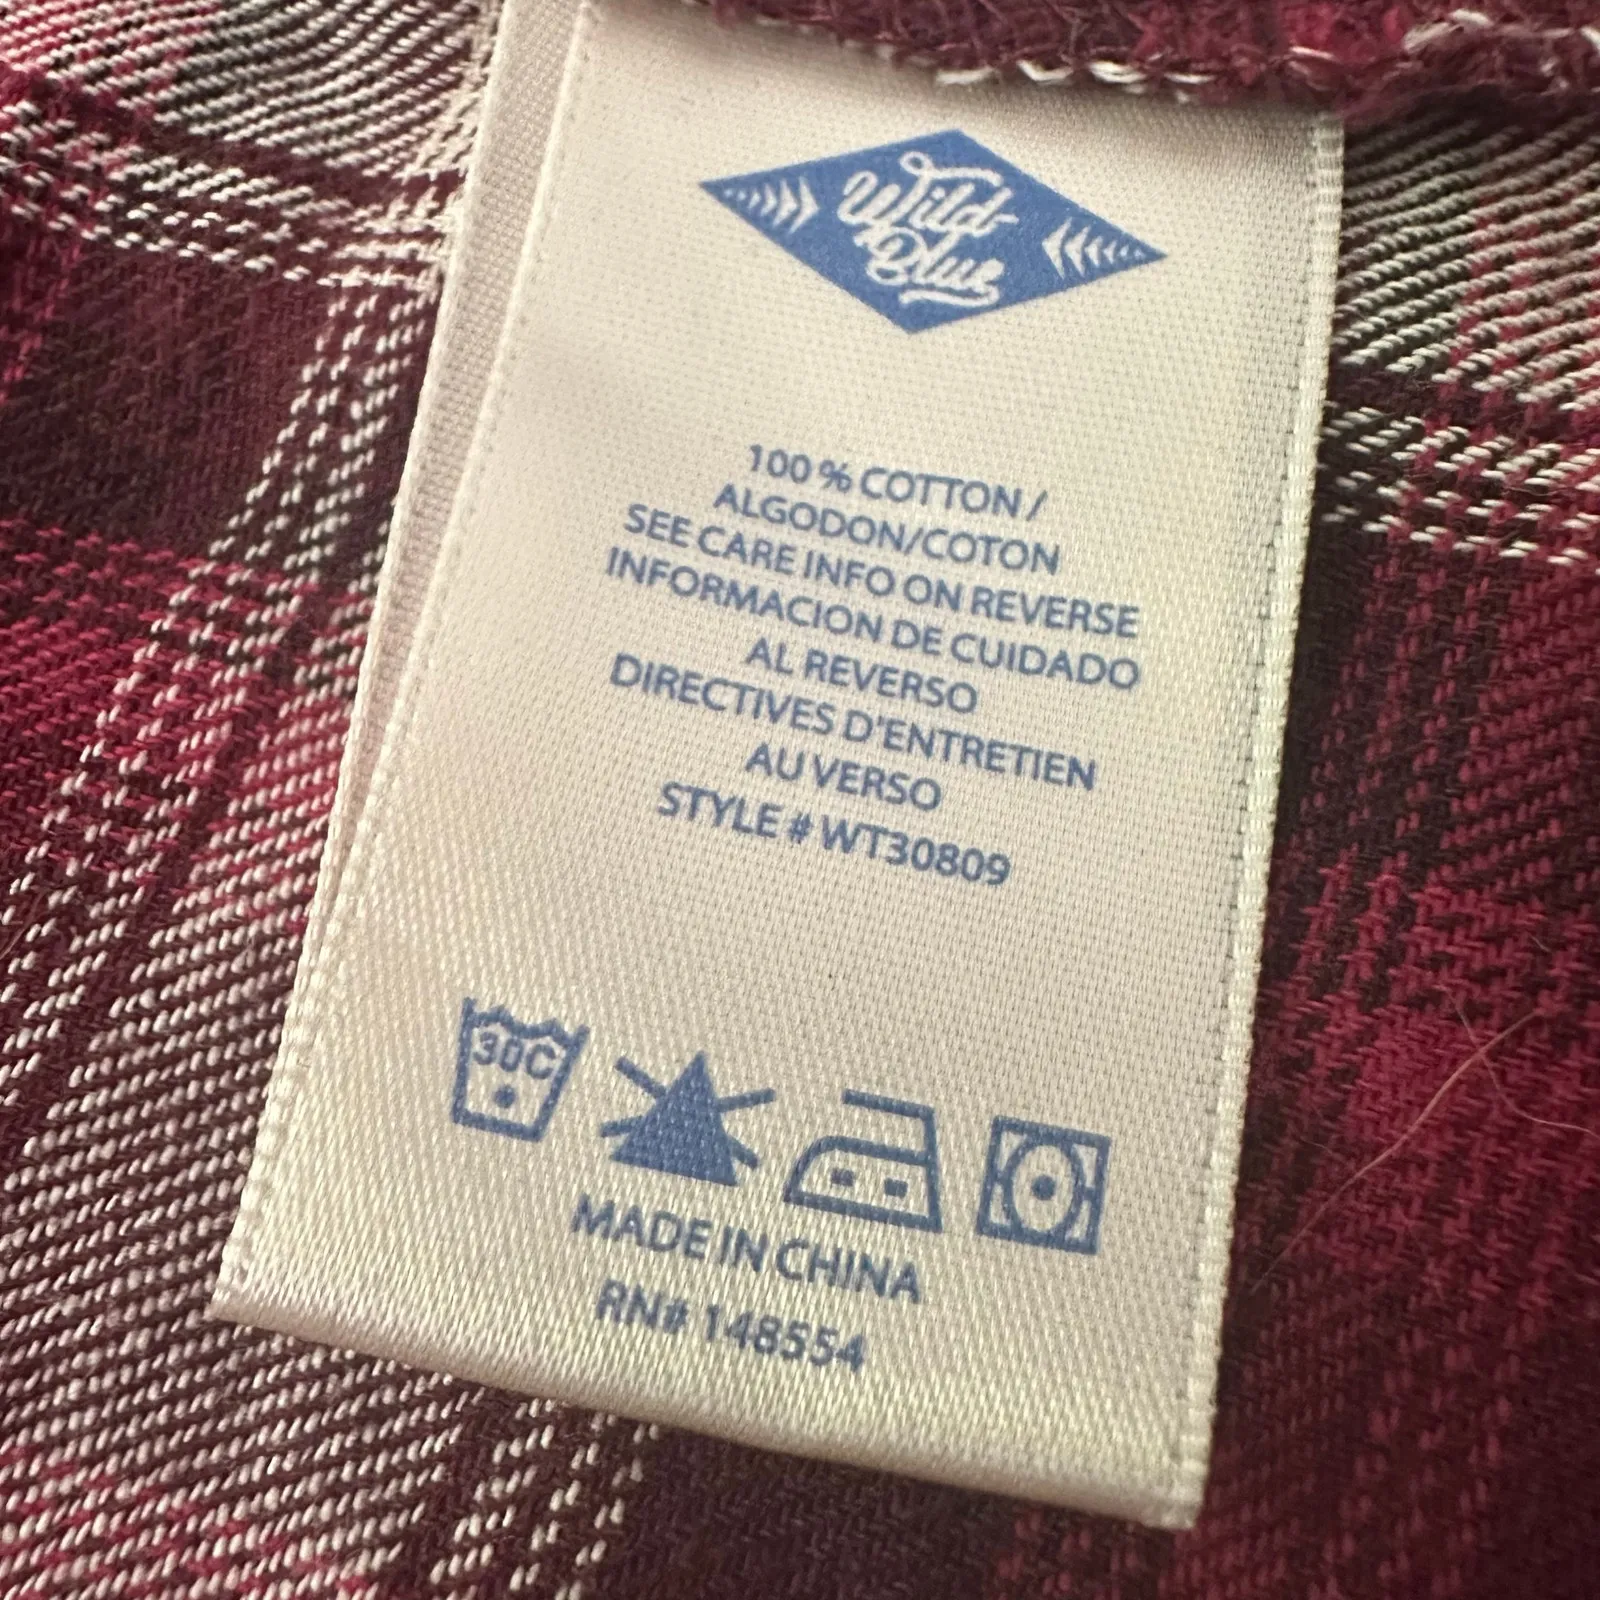 Wild
Blue
100 % COTTON /
ALGODON/COTON
SEE CARE INFO ON REVERSE
INFORMACION DE CUIDADO
AL REVERSO
DIRECTIVES D'ENTRETIEN
AU VERSO
STYLE # WT30809
30C
MADE IN CHINA
RN# 148554